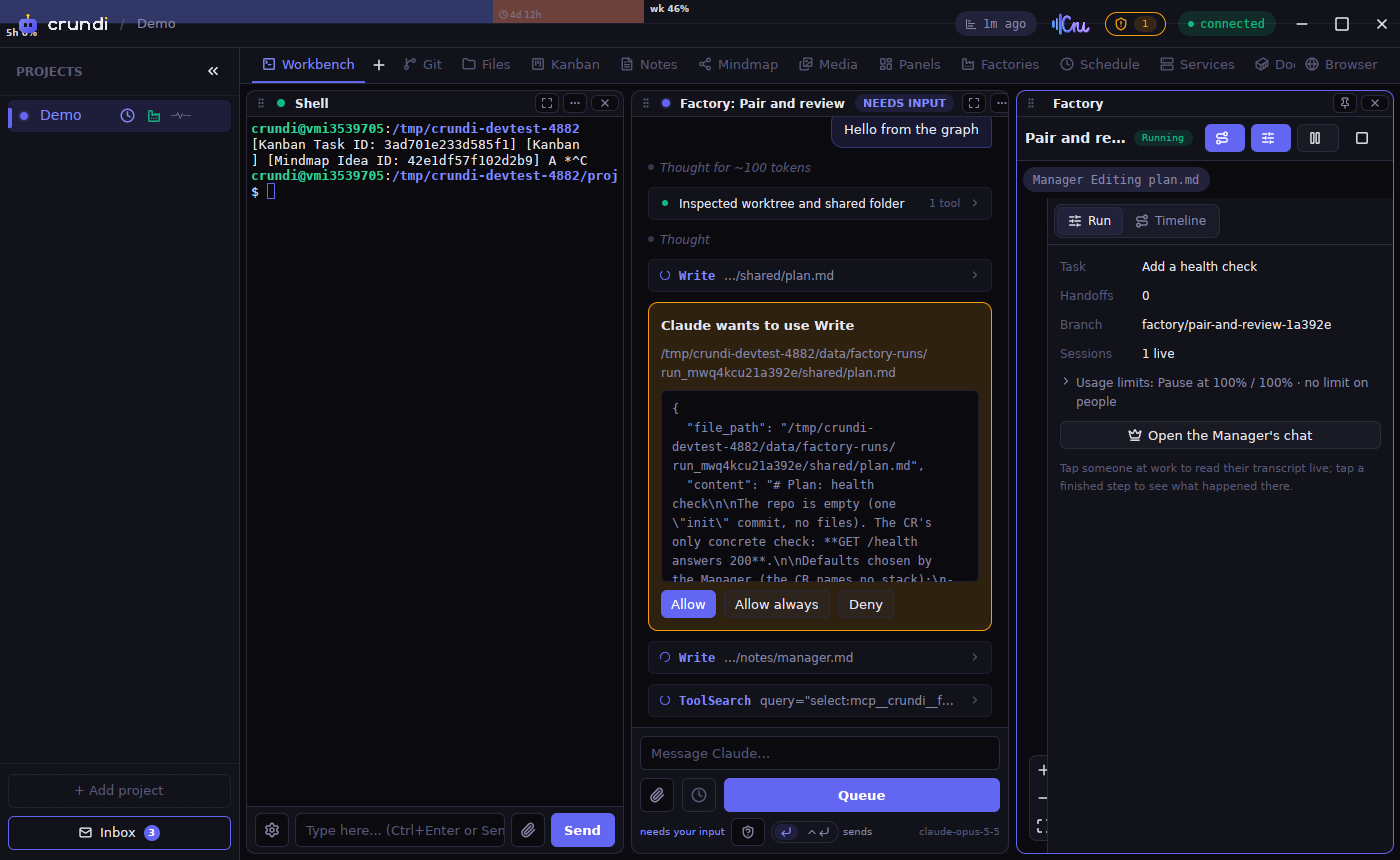 4d 12h
wk 46%
5h 6%
crundi / Demo
1m ago
1
connected
PROJECTS
Demo
+ Add project
Inbox 3
Workbench
Git
Files
Kanban
Notes
Mindmap
Media
Panels
Factories
Schedule
Services
Do
Browser
Shell
crundi@vmi3539705:/tmp/crundi-devtest-4882
[Kanban Task ID: 3ad701e233d585f1] [Kanban
] [Mindmap Idea ID: 42e1df57f102d2b9] A *^C
crundi@vmi3539705:/tmp/crundi-devtest-4882/proj
$
Type here... (Ctrl+Enter or Sen
Send
Factory: Pair and review
NEEDS INPUT
Hello from the graph
Thought for ~100 tokens
Inspected worktree and shared folder
1 tool
Thought
Write …/shared/plan.md
Claude wants to use Write
/tmp/crundi-devtest-4882/data/factory-runs/
run_mwq4kcu21a392e/shared/plan.md
{
"file_path": "/tmp/crundi-
devtest-4882/data/factory-runs/
run_mwq4kcu21a392e/shared/plan.md",
"content": "# Plan: health
check\n\nThe repo is empty (one
\"init\" commit, no files). The CR's
only concrete check: **GET /health
answers 200**.\n\nDefaults chosen by
the Manager (the CR names no stack):\n-
Allow
Allow always
Deny
Write …/notes/manager.md
ToolSearch query="select:mcp__crundi__f…
Message Claude…
Queue
needs your input
sends
claude-opus-5-5
Factory
Pair and re…
Running
Manager Editing plan.md
Run
Timeline
Task Add a health check
Handoffs 0
Branch factory/pair-and-review-1a392e
Sessions 1 live
Usage limits: Pause at 100% / 100% · no limit on
people
Open the Manager's chat
Tap someone at work to read their transcript live; tap a
finished step to see what happened there.